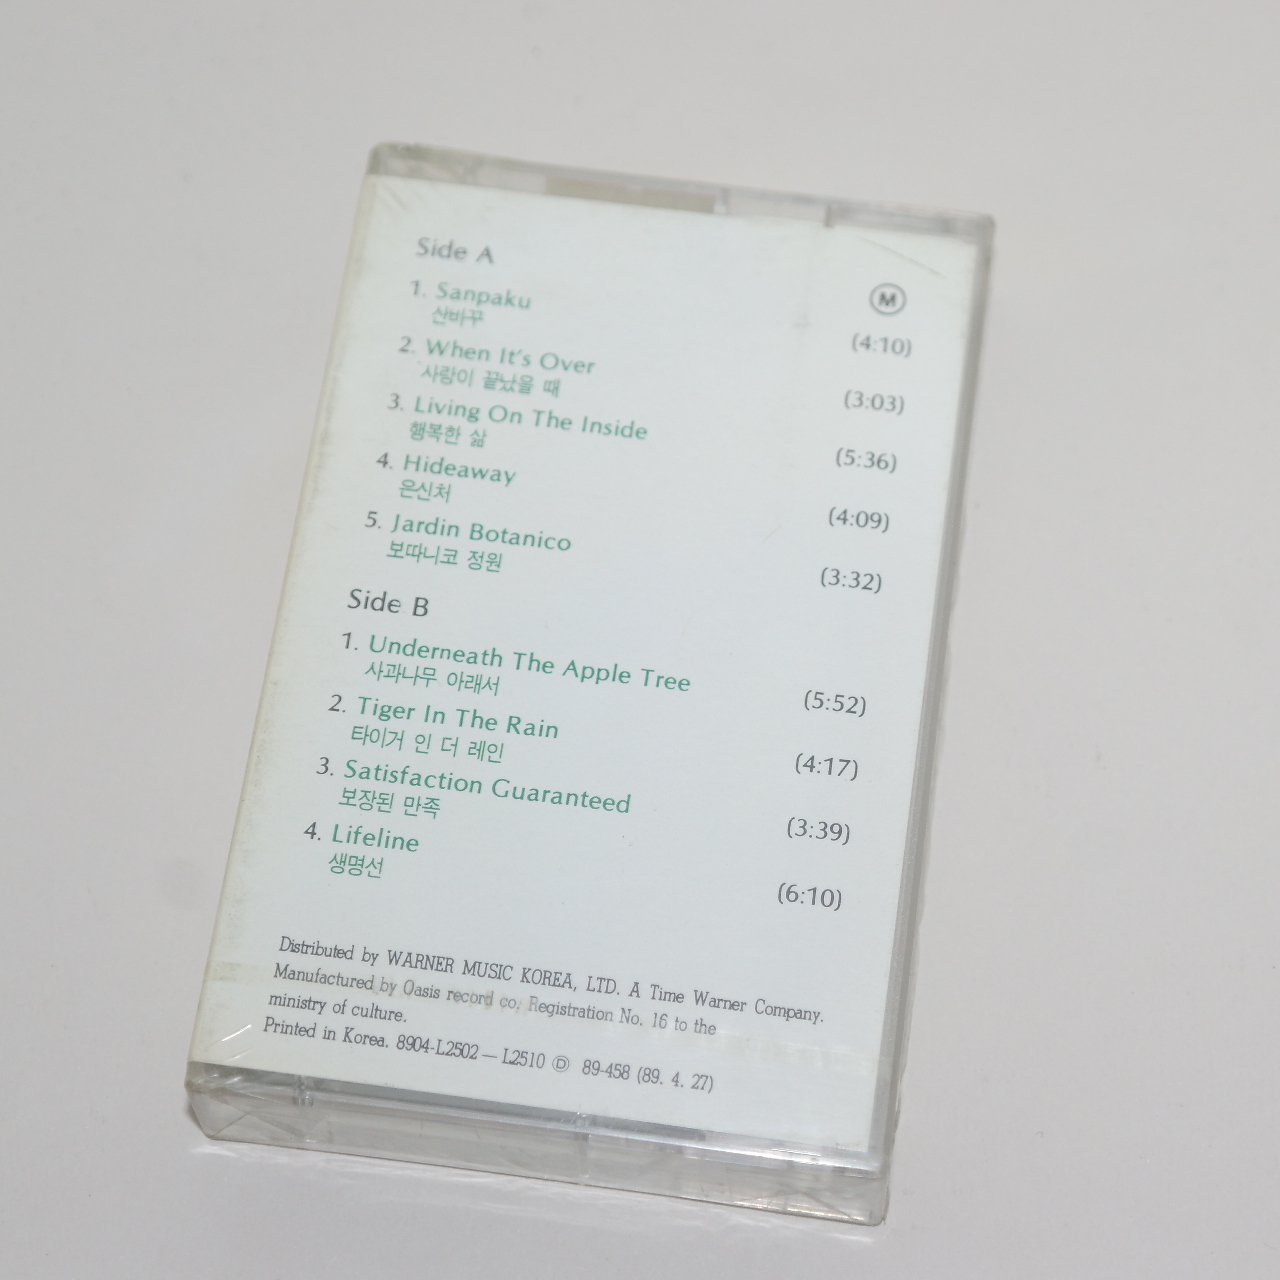 Side A
Ⓜ
1. Sanpaku (4:10)
산바꾸
2. When It's Over (3:03)
사랑이 끝났을 때
3. Living On The Inside (5:36)
행복한 삶
4. Hideaway (4:09)
은신처
5. Jardin Botanico (3:32)
보따니코 정원
Side B
1. Underneath The Apple Tree (5:52)
사과나무 아래서
2. Tiger In The Rain (4:17)
타이거 인 더 레인
3. Satisfaction Guaranteed (3:39)
보장된 만족
4. Lifeline (6:10)
생명선
Distributed by WARNER MUSIC KOREA, LTD. A Time Warner Company.
Manufactured by Oasis record co, Registration No. 16 to the
ministry of culture.
Printed in Korea. 8904-L2502 — L2510 Ⓓ 89-458 (89. 4. 27)